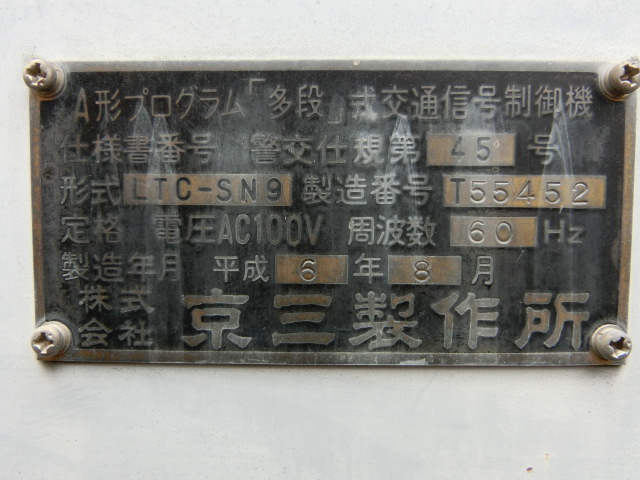 A形プログラム「多段」式交通信号制御機
仕様書番号 警交仕規第 45 号
形式 LTC-SN9 製造番号 T55452
定格 電圧AC100V 周波数 60 Hz
製造年月 平成 6 年 8 月
株式会社 京三製作所